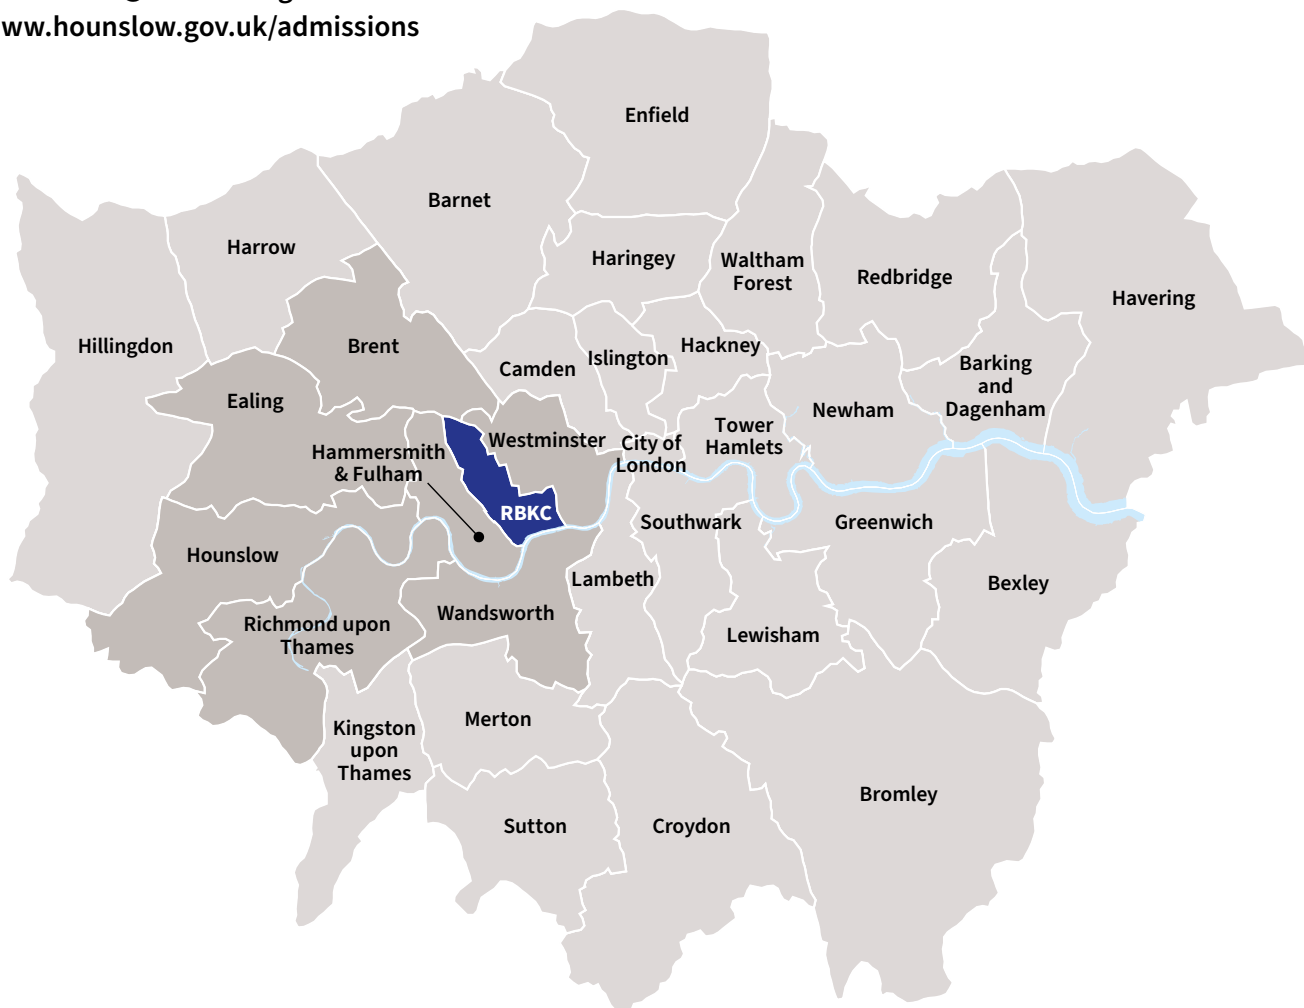 ww.hounslow.gov.uk/admissions
Enfield
Barnet
Harrow
Haringey
Waltham
Forest
Redbridge
Havering
Hillingdon
Brent
Camden
Islington
Hackney
Barking
and
Dagenham
Ealing
Newham
Tower
Hamlets
Westminster
City of
London
Hammersmith
& Fulham
RBKC
Southwark
Greenwich
Hounslow
Lambeth
Bexley
Wandsworth
Richmond upon
Thames
Lewisham
Merton
Kingston
upon
Thames
Bromley
Sutton
Croydon